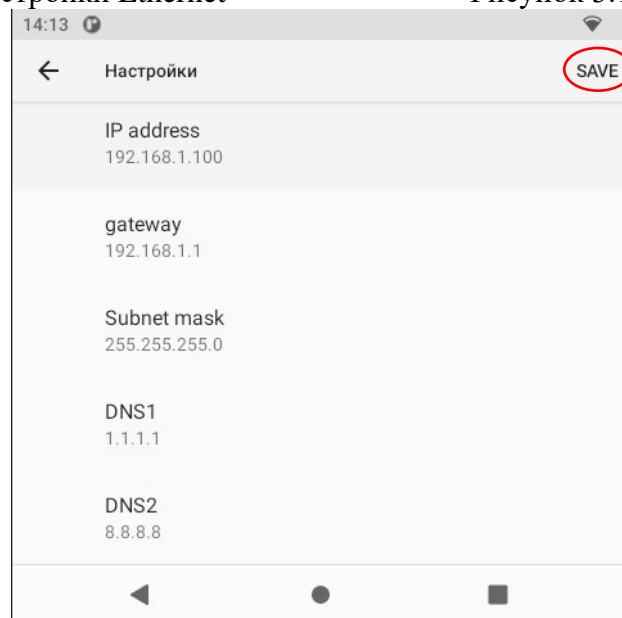 14:13
Настройки
SAVE
IP address
192.168.1.100
gateway
192.168.1.1
Subnet mask
255.255.255.0
DNS1
1.1.1.1
DNS2
8.8.8.8